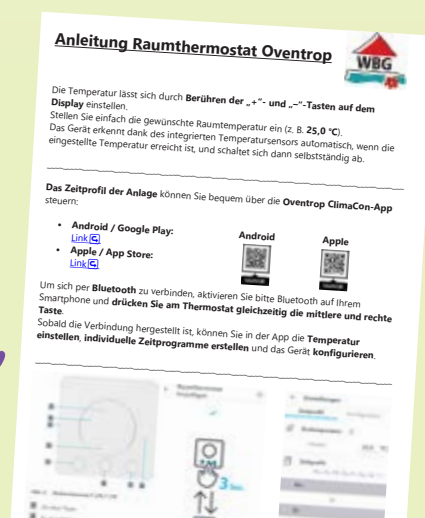 Anleitung Raumthermostat Oventrop
WBG
Die Temperatur lässt sich durch Berühren der „+“- und „–“-Tasten auf dem
Display einstellen.
Stellen Sie einfach die gewünschte Raumtemperatur ein (z. B. 25,0 °C).
Das Gerät erkennt dank des integrierten Temperatursensors automatisch, wenn die
eingestellte Temperatur erreicht ist, und schaltet sich dann selbstständig ab.
Das Zeitprofil der Anlage können Sie bequem über die Oventrop ClimaCon-App
steuern:
• Android / Google Play:
Link
• Apple / App Store:
Link
Android
Apple
Um sich per Bluetooth zu verbinden, aktivieren Sie bitte Bluetooth auf Ihrem
Smartphone und drücken Sie am Thermostat gleichzeitig die mittlere und rechte
Taste.
Sobald die Verbindung hergestellt ist, können Sie in der App die Temperatur
einstellen, individuelle Zeitprogramme erstellen und das Gerät konfigurieren.
Raumthermostat
hinzufügen
3 Sec.